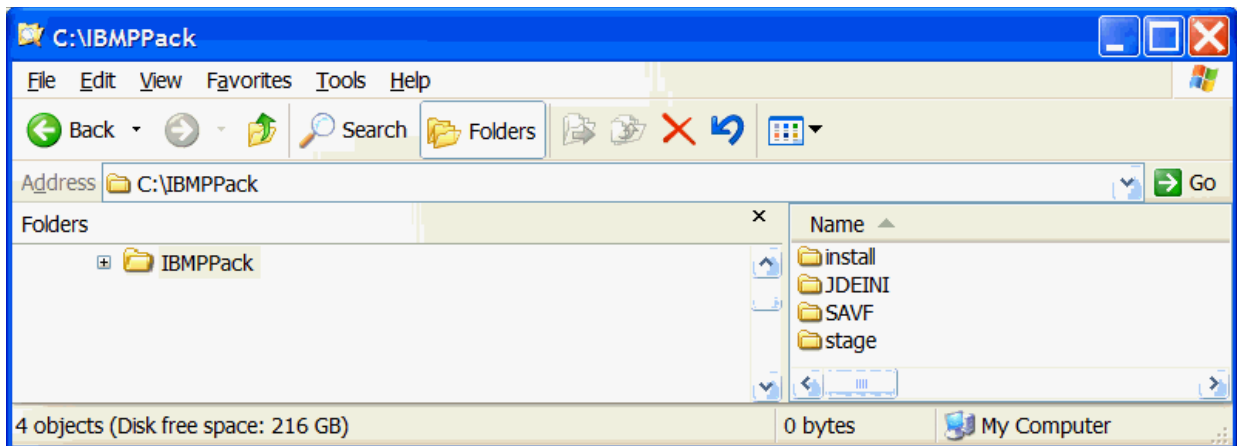 C:\IBMPPack
File Edit View Favorites Tools Help
Back Search Folders
Address C:\IBMPPack Go
Folders × Name
IBMPPack
install
JDEINI
SAVF
stage
4 objects (Disk free space: 216 GB) 0 bytes My Computer